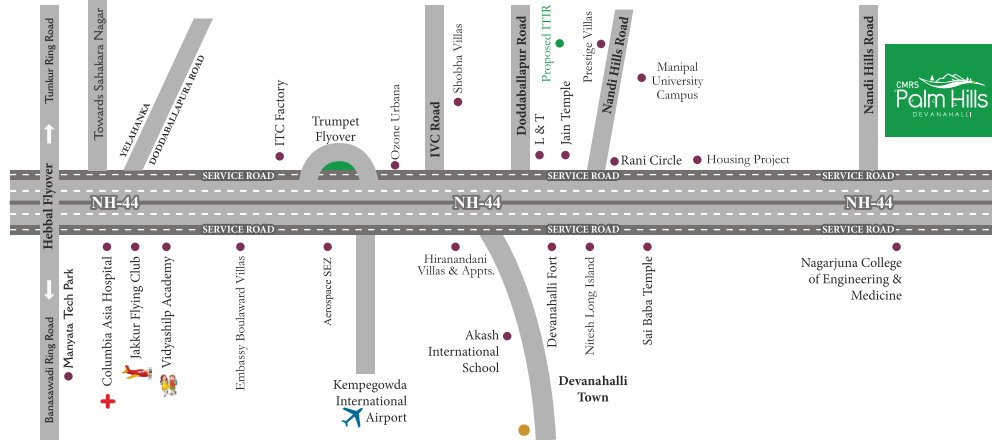 Tumkur Ring Road
Hebbal Flyover
Banasawadi Ring Road
Towards Sahakara Nagar
YELAHANKA
DODDABALLAPURA ROAD
ITC Factory
Trumpet
Flyover
Ozone Urbana
IVC Road
Shobha Villas
Doddaballapur Road
Proposed ITIR
L & T
Jain Temple
Prestige Villas
Nandi Hills Road
Manipal
University
Campus
Rani Circle
Housing Project
Nandi Hills Road
CMRS
Palm Hills
DEVANAHALLI
SERVICE ROAD
SERVICE ROAD
SERVICE ROAD
NH-44
NH-44
NH-44
SERVICE ROAD
SERVICE ROAD
SERVICE ROAD
Manyata Tech Park
Columbia Asia Hospital
Jakkur Flying Club
Vidyashilp Academy
Embassy Boulaward Villas
Aerospace SEZ
Kempegowda
International
Airport
Hiranandani
Villas & Appts.
Akash
International
School
Devanahalli Fort
Nitesh Long Island
Sai Baba Temple
Devanahalli
Town
Nagarjuna College
of Engineering &
Medicine